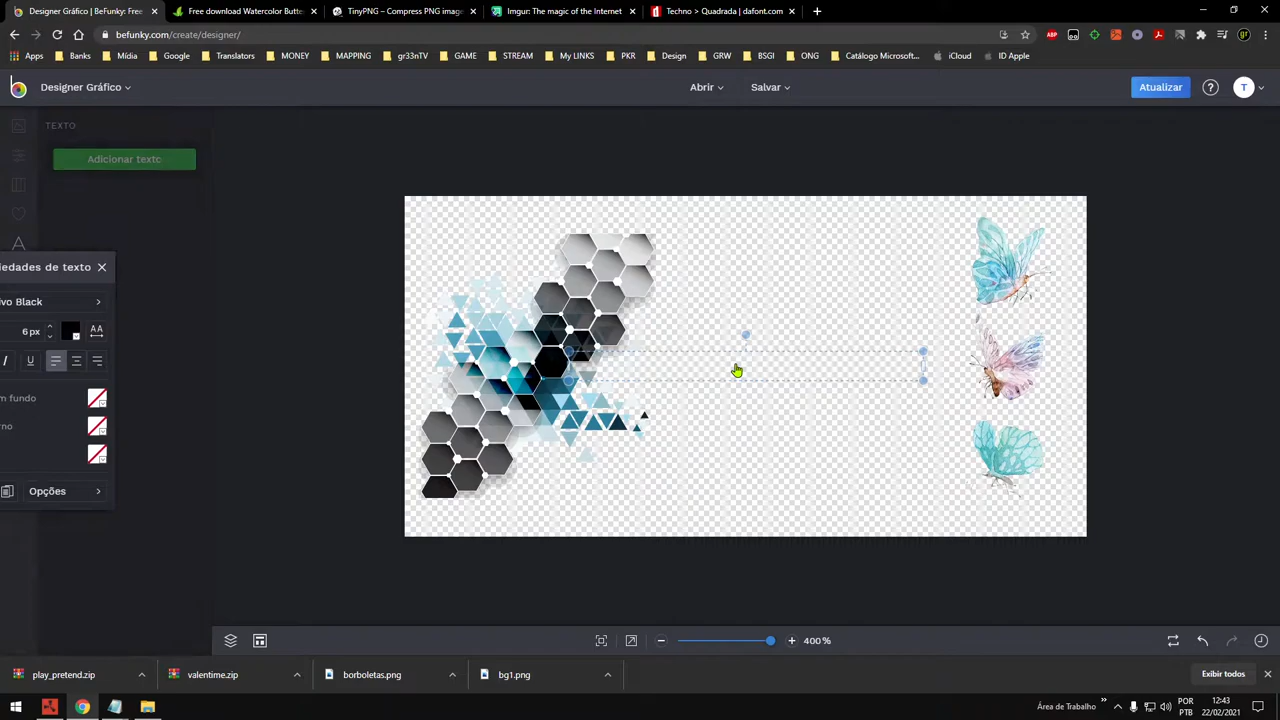 Designer Gráfico | BeFunky: Free
Free download Watercolor Butte
TinyPNG – Compress PNG image
Imgur: The magic of the Internet
Techno > Quadrada | dafont.com
befunky.com/create/designer/
Apps
Banks
Mídia
Google
Translators
MONEY
MAPPING
gr33nTV
GAME
STREAM
My LINKS
PKR
Design
GRW
BSGI
ONG
Catálogo Microsoft...
iCloud
ID Apple
Designer Gráfico
Abrir
Salvar
Atualizar
T
TEXTO
Adicionar texto
iedades de texto
ivo Black
6 px
AA
I
U
m fundo
rno
Opções
400 %
play_pretend.zip
valentime.zip
borboletas.png
bg1.png
Exibir todos
Área de Trabalho
POR
PTB
12:43
22/02/2021